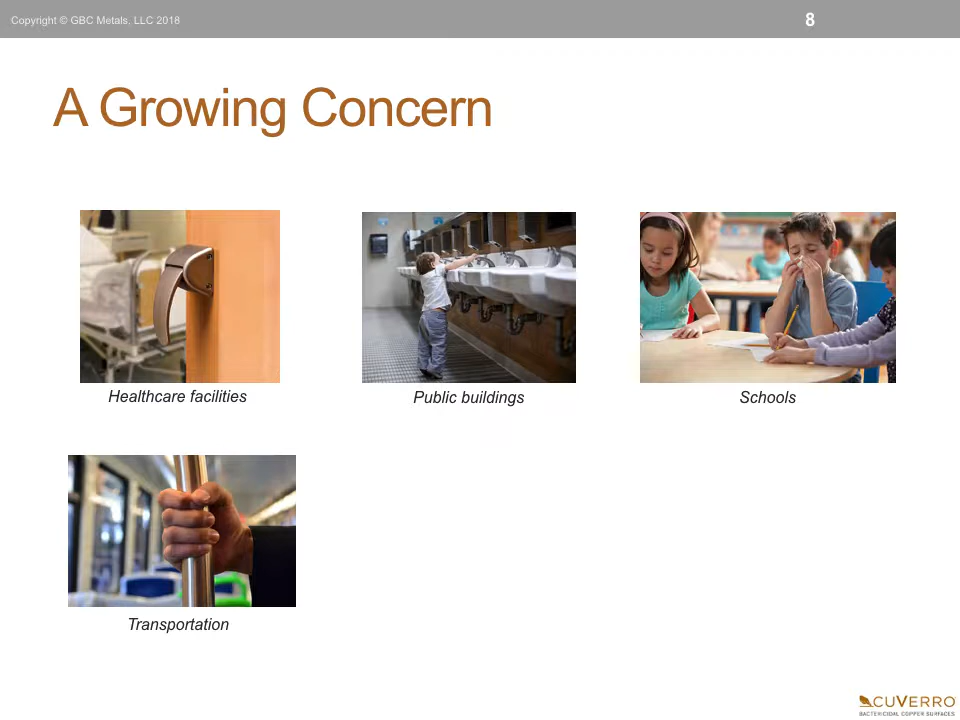 Copyright © GBC Metals, LLC 2018
8
A Growing Concern
Healthcare facilities
Public buildings
Schools
Transportation
CUVERRO
BACTERICIDAL COPPER SURFACES